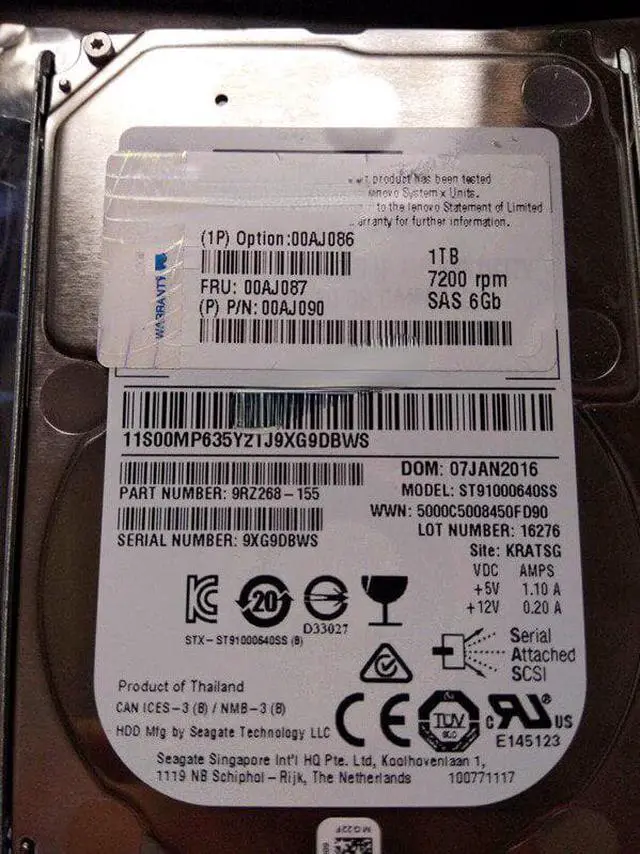 product has been tested
Lenovo System x Units.
to the lenovo Statement of Limited
warranty for further information.
(1P) Option:00AJ086
1TB
7200 rpm
SAS 6Gb
FRU: 00AJ087
(P) P/N: 00AJ090
WARRANTY
11S00MP635YZ1J9XG9DBWS
PART NUMBER: 9RZ268-155
SERIAL NUMBER: 9XG9DBWS
DOM: 07JAN2016
MODEL: ST91000640SS
WWN: 5000C5008450FD90
LOT NUMBER: 16276
Site: KRATSG
VDC AMPS
+5V 1.10 A
+12V 0.20 A
20
D33027
STX-ST91000640SS (B)
Serial
Attached
SCSI
Product of Thailand
CAN ICES-3 (B) / NMB-3 (B)
HDD Mfg by Seagate Technology LLC
CE
TUV
c RU® US
E145123
Seagate Singapore Int'l HQ Pte. Ltd, Koolhovenlaan 1,
1119 NB Schiphol-Rijk, The Netherlands
100771117
MG22F